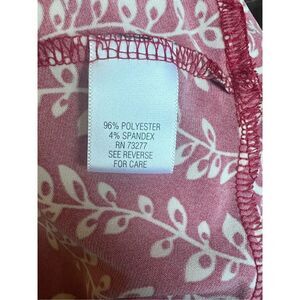 96% POLYESTER
4% SPANDEX
RN 73277
SEE REVERSE
FOR CARE